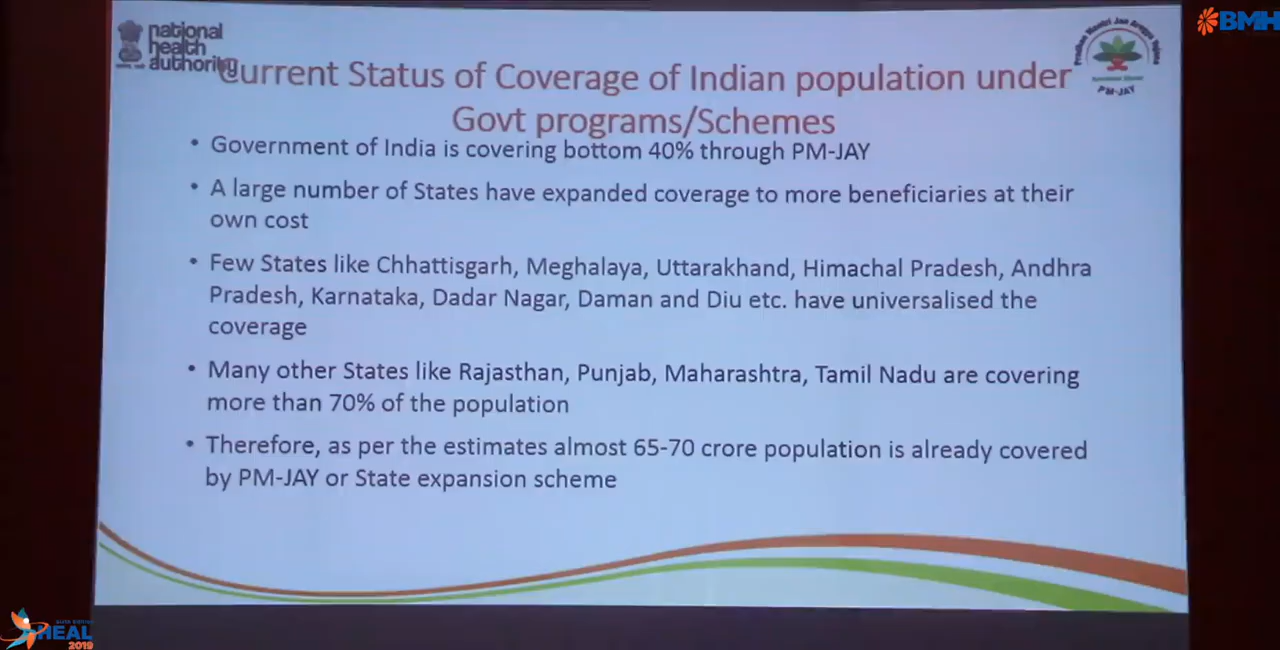 national
health
authority
BMH
Current Status of Coverage of Indian population under
Govt programs/Schemes
PM-JAY
• Government of India is covering bottom 40% through PM-JAY
• A large number of States have expanded coverage to more beneficiaries at their
own cost
• Few States like Chhattisgarh, Meghalaya, Uttarakhand, Himachal Pradesh, Andhra
Pradesh, Karnataka, Dadar Nagar, Daman and Diu etc. have universalised the
coverage
• Many other States like Rajasthan, Punjab, Maharashtra, Tamil Nadu are covering
more than 70% of the population
• Therefore, as per the estimates almost 65-70 crore population is already covered
by PM-JAY or State expansion scheme
HEAL
2019